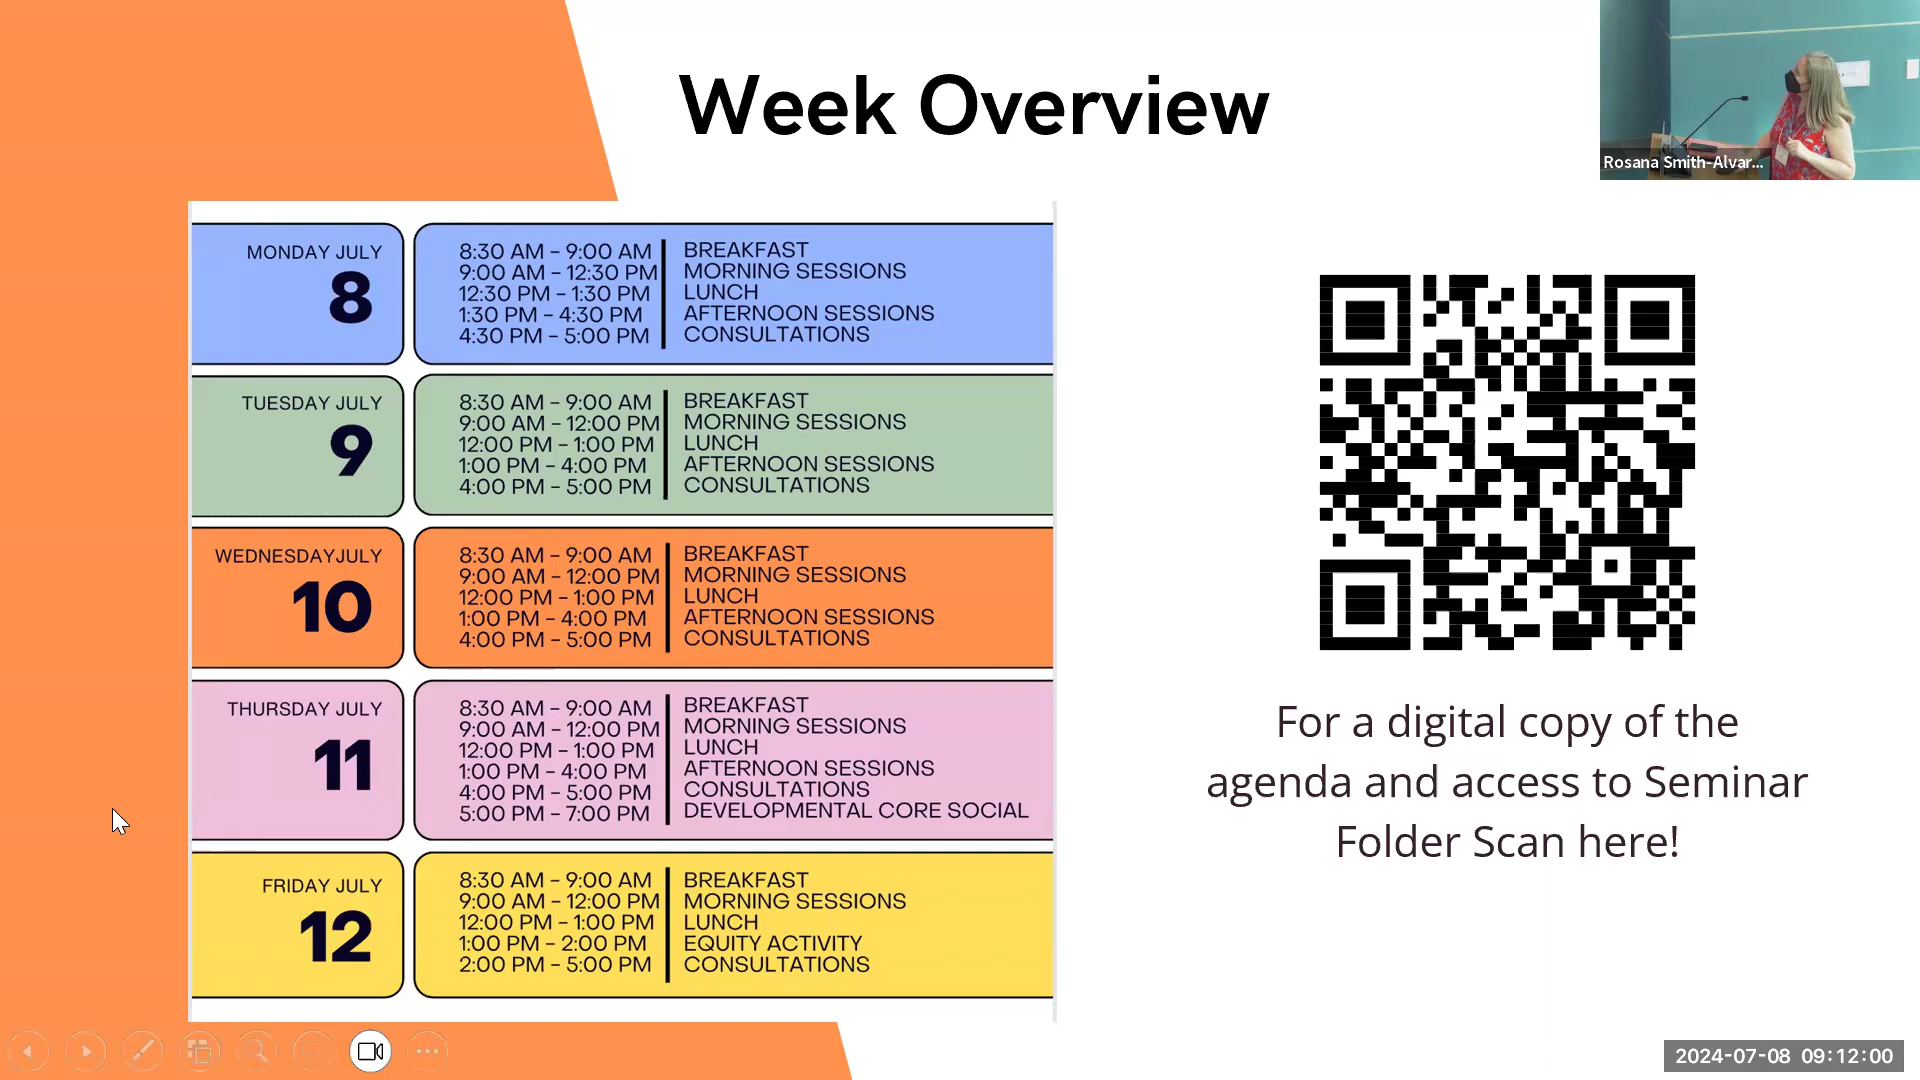 Week Overview
Rosana Smith-Alvar...
MONDAY JULY
8
8:30 AM – 9:00 AM BREAKFAST
9:00 AM – 12:30 PM MORNING SESSIONS
12:30 PM – 1:30 PM LUNCH
1:30 PM – 4:30 PM AFTERNOON SESSIONS
4:30 PM – 5:00 PM CONSULTATIONS
TUESDAY JULY
9
8:30 AM – 9:00 AM BREAKFAST
9:00 AM – 12:00 PM MORNING SESSIONS
12:00 PM – 1:00 PM LUNCH
1:00 PM – 4:00 PM AFTERNOON SESSIONS
4:00 PM – 5:00 PM CONSULTATIONS
WEDNESDAYJULY
10
8:30 AM – 9:00 AM BREAKFAST
9:00 AM – 12:00 PM MORNING SESSIONS
12:00 PM – 1:00 PM LUNCH
1:00 PM – 4:00 PM AFTERNOON SESSIONS
4:00 PM – 5:00 PM CONSULTATIONS
THURSDAY JULY
11
8:30 AM – 9:00 AM BREAKFAST
9:00 AM – 12:00 PM MORNING SESSIONS
12:00 PM – 1:00 PM LUNCH
1:00 PM – 4:00 PM AFTERNOON SESSIONS
4:00 PM – 5:00 PM CONSULTATIONS
5:00 PM – 7:00 PM DEVELOPMENTAL CORE SOCIAL
FRIDAY JULY
12
8:30 AM – 9:00 AM BREAKFAST
9:00 AM – 12:00 PM MORNING SESSIONS
12:00 PM – 1:00 PM LUNCH
1:00 PM – 2:00 PM EQUITY ACTIVITY
2:00 PM – 5:00 PM CONSULTATIONS
For a digital copy of the
agenda and access to Seminar
Folder Scan here!
2024-07-08 09:12:00